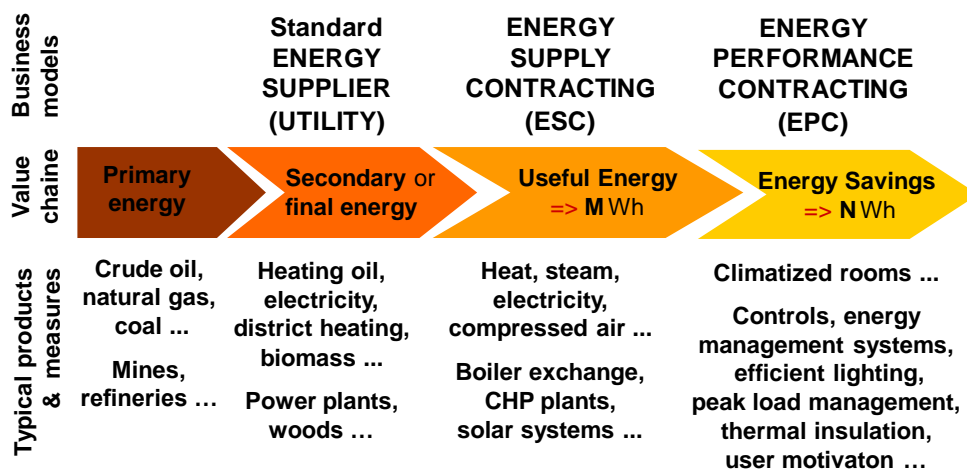 Business
models
Standard
ENERGY
SUPPLIER
(UTILITY)
ENERGY
SUPPLY
CONTRACTING
(ESC)
ENERGY
PERFORMANCE
CONTRACTING
(EPC)
Value
chaine
Primary
energy
Secondary or
final energy
Useful Energy
=> M Wh
Energy Savings
=> N Wh
Typical products
& measures
Crude oil,
natural gas,
coal ...
Mines,
refineries …
Heating oil,
electricity,
district heating,
biomass ...
Power plants,
woods …
Heat, steam,
electricity,
compressed air ...
Boiler exchange,
CHP plants,
solar systems ...
Climatized rooms ...
Controls, energy
management systems,
efficient lighting,
peak load management,
thermal insulation,
user motivaton …